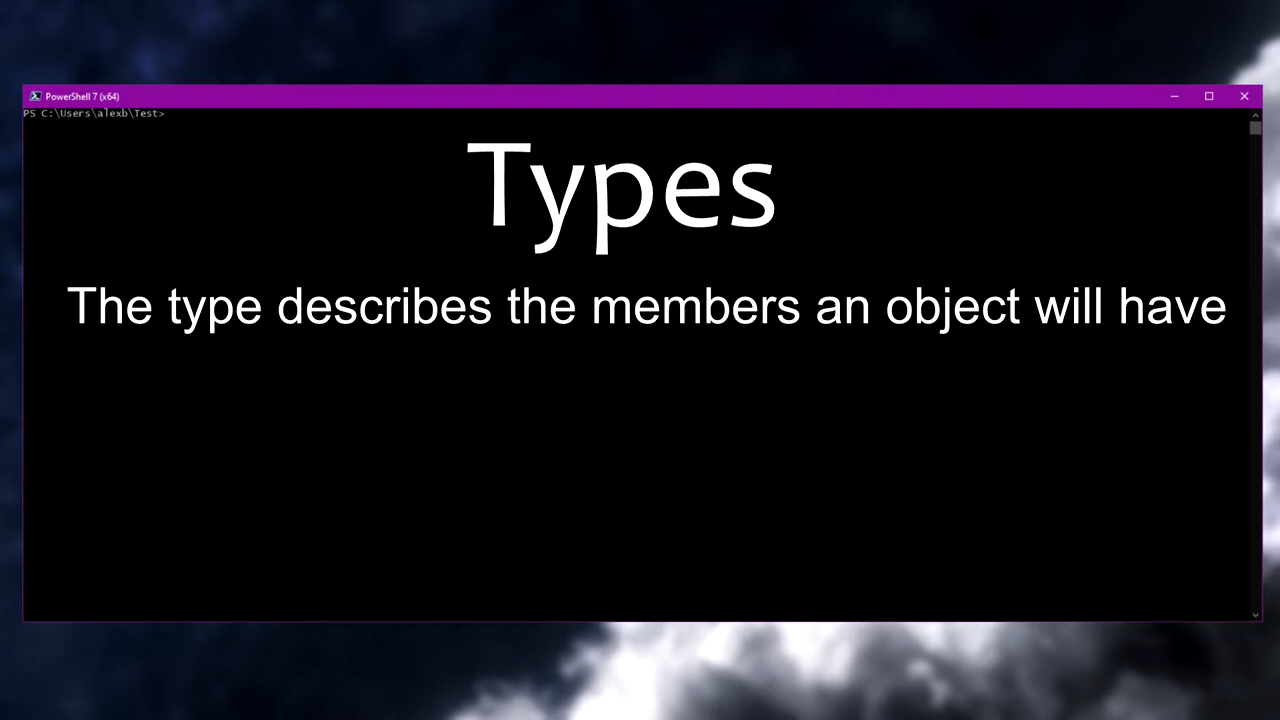 PowerShell 7 (x64)
PS C:\Users\alexb\Test>
Types
The type describes the members an object will have